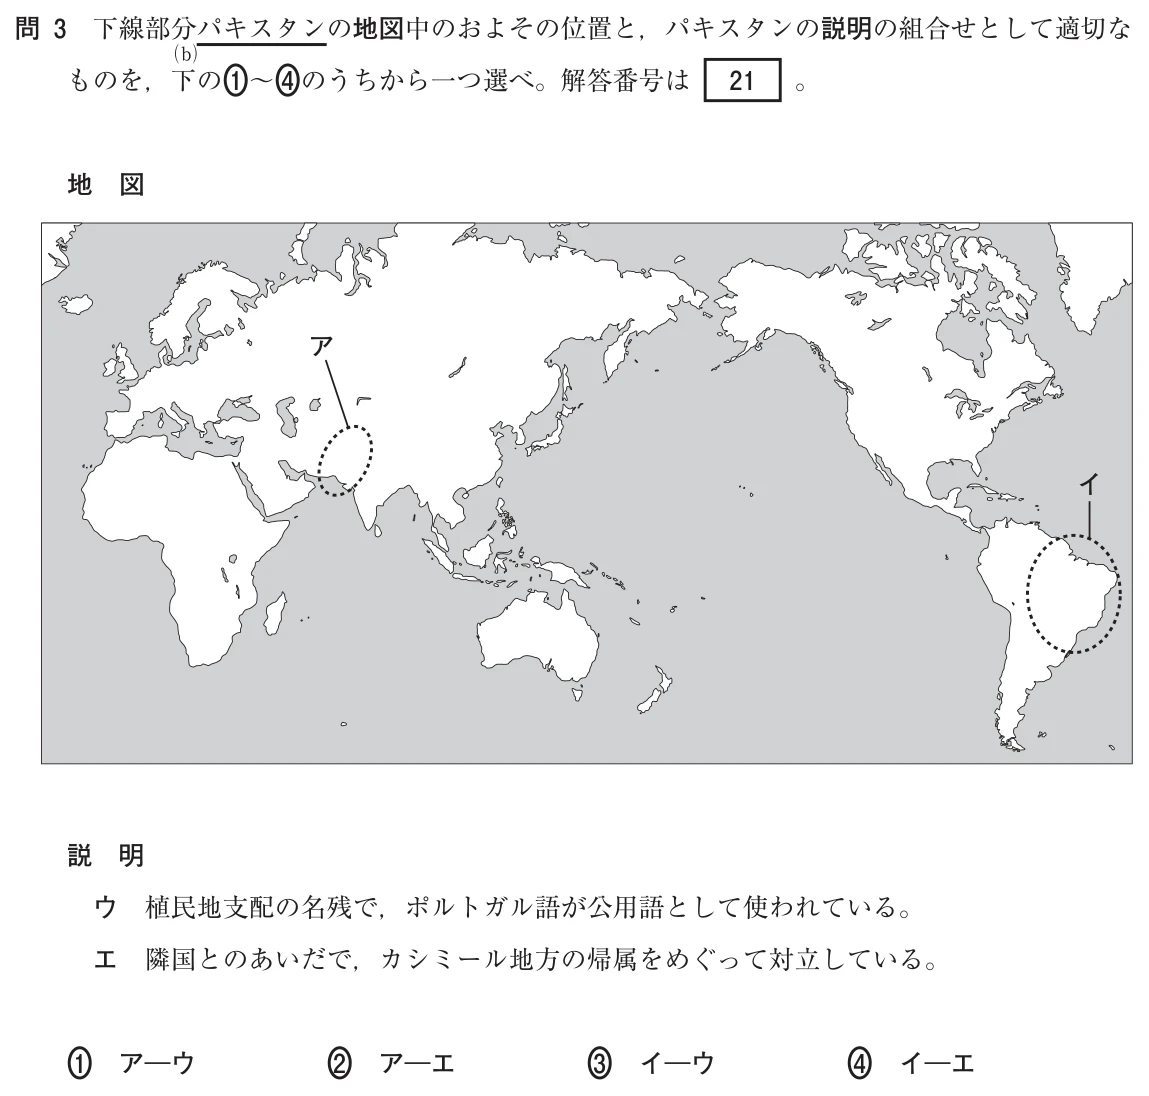 問 3 下線部分パキスタンの地図中のおよその位置と，パキスタンの説明の組合せとして適切な
(b)
ものを，下の①～④のうちから一つ選べ。解答番号は 21 。
地 図
ア
イ
説 明
ウ 植民地支配の名残で，ポルトガル語が公用語として使われている。
エ 隣国とのあいだで，カシミール地方の帰属をめぐって対立している。
① ア―ウ ② ア―エ ③ イ―ウ ④ イ―エ